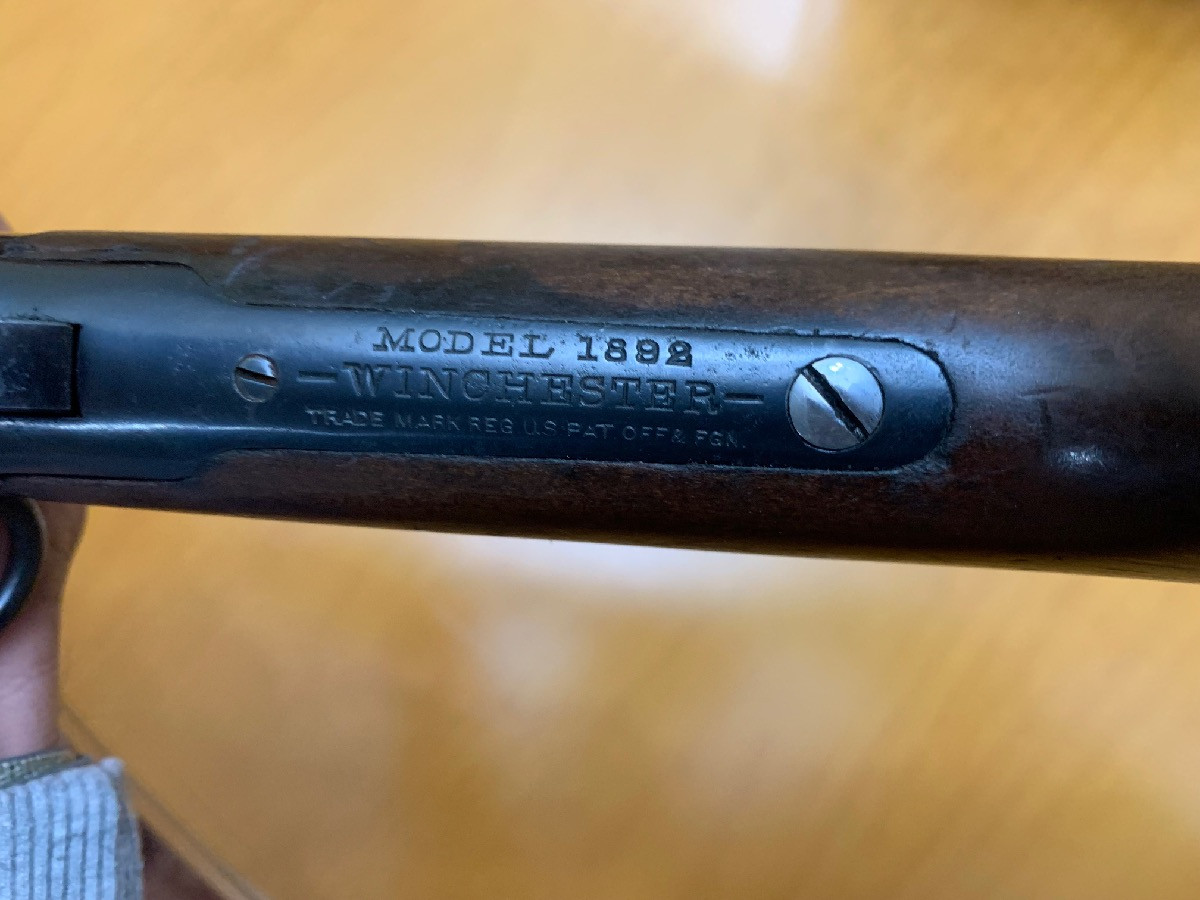 MODEL 1892
—WINCHESTER—
TRADE MARK REG U.S PAT OFF & FGN.